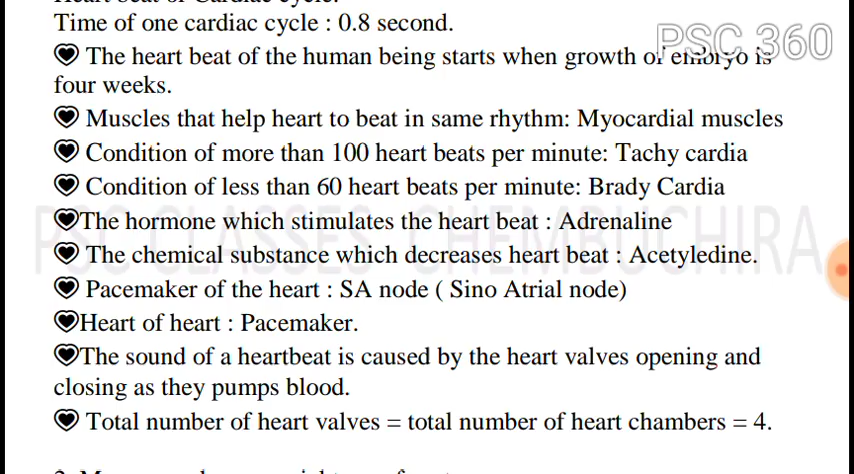 Time of one cardiac cycle : 0.8 second.
PSC 360
The heart beat of the human being starts when growth of embryo is
four weeks.
Muscles that help heart to beat in same rhythm: Myocardial muscles
Condition of more than 100 heart beats per minute: Tachy cardia
Condition of less than 60 heart beats per minute: Brady Cardia
The hormone which stimulates the heart beat : Adrenaline
PSC CLASSES CHEMBUCHIRA
The chemical substance which decreases heart beat : Acetyledine.
Pacemaker of the heart : SA node ( Sino Atrial node)
Heart of heart : Pacemaker.
The sound of a heartbeat is caused by the heart valves opening and
closing as they pumps blood.
Total number of heart valves = total number of heart chambers = 4.